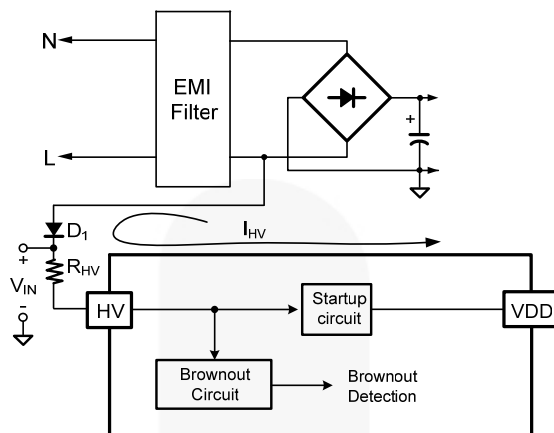 N
EMI
Filter
+
L
D1
IHV
+
VIN
RHV
-
HV
Startup
circuit
VDD
Brownout
Circuit
Brownout
Detection